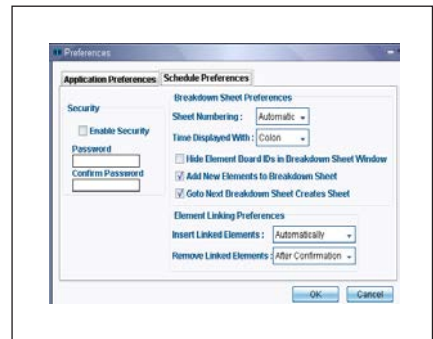 Preferences
Application Preferences Schedule Preferences
Security
Enable Security
Password
Confirm Password
Breakdown Sheet Preferences
Sheet Numbering : Automatic
Time Displayed With : Colon
Hide Element Board IDs in Breakdown Sheet Window
Add New Elements to Breakdown Sheet
Goto Next Breakdown Sheet Creates Sheet
Element Linking Preferences
Insert Linked Elements : Automatically
Remove Linked Elements : After Confirmation
OK Cancel